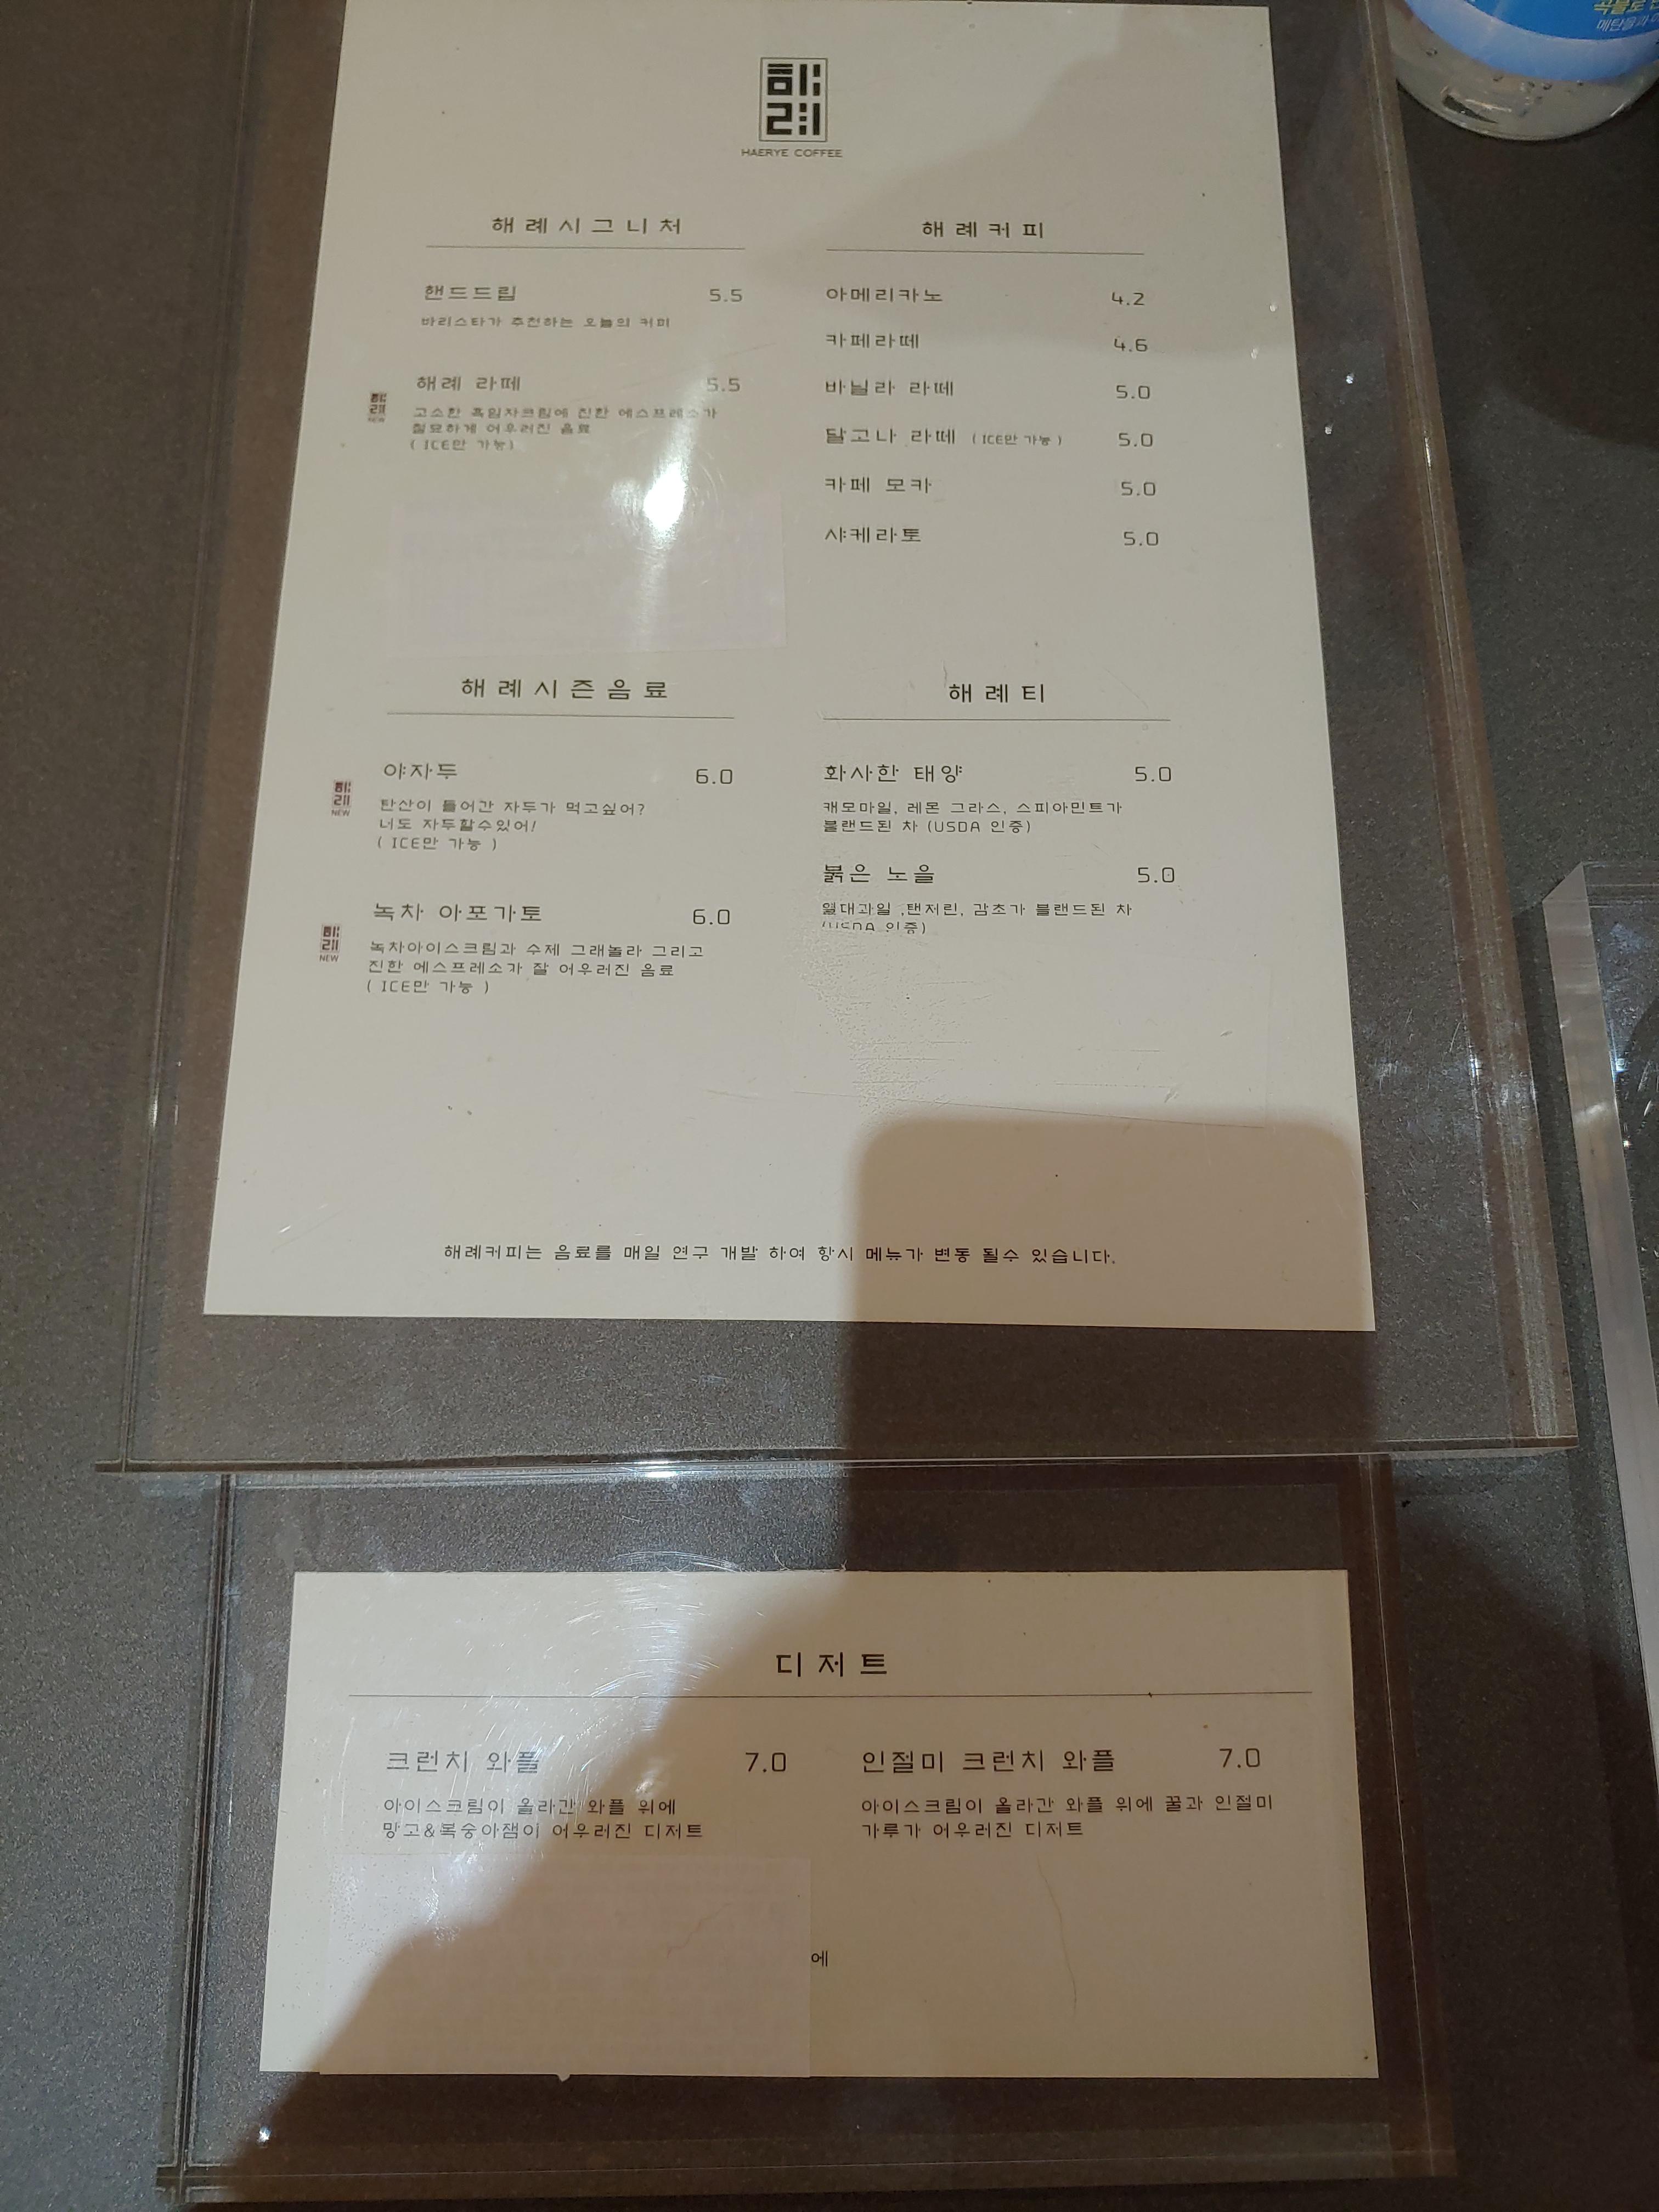 해례
HAERYE COFFEE
해례시그니처
핸드드립 5.5
바리스타가 추천하는 오늘의 커피
해례 라떼 5.5
고소한 흑임자크림에 진한 에스프레소가
절묘하게 어우러진 음료
( ICE만 가능)
해례
NEW
해례커피
아메리카노 4.2
카페라떼 4.6
바닐라 라떼 5.0
달고나 라떼 ( ICE만 가능 ) 5.0
카페 모카 5.0
샤케라토 5.0
해례시즌음료
야자두 6.0
탄산이 들어간 자두가 먹고싶어?
너도 자두할수있어!
( ICE만 가능 )
해례
NEW
녹차 아포가토 6.0
녹차아이스크림과 수제 그래놀라 그리고
진한 에스프레소가 잘 어우러진 음료
( ICE만 가능 )
해례
NEW
해례티
화사한 태양 5.0
캐모마일, 레몬 그라스, 스피아민트가
블랜드된 차 (USDA 인증)
붉은 노을 5.0
열대과일 ,탠저린, 감초가 블랜드된 차
(USDA 인증)
해례커피는 음료를 매일 연구 개발 하여 항시 메뉴가 변동 될수 있습니다.
디저트
크런치 와플 7.0
아이스크림이 올라간 와플 위에
망고&복숭아잼이 어우러진 디저트
인절미 크런치 와플 7.0
아이스크림이 올라간 와플 위에 꿀과 인절미
가루가 어우러진 디저트
에